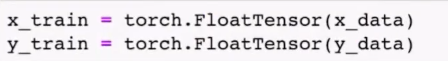 x_train = torch.FloatTensor(x_data)
y_train = torch.FloatTensor(y_data)